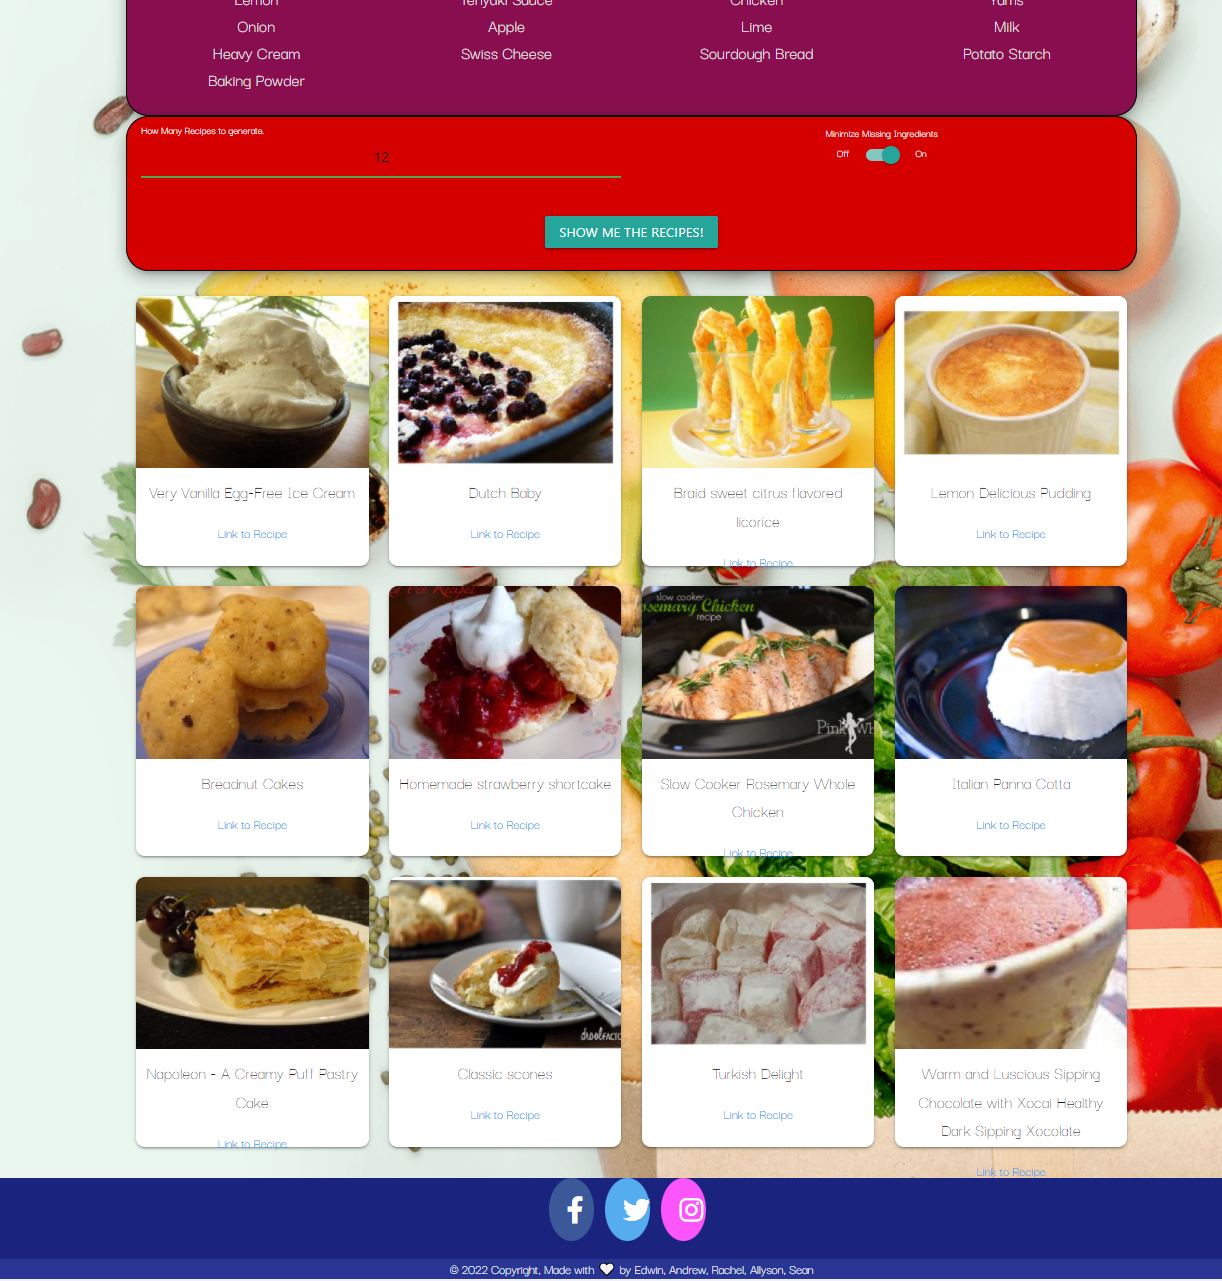 Lemon Teriyaki Sauce Chicken Yams
Onion Apple Lime Milk
Heavy Cream Swiss Cheese Sourdough Bread Potato Starch
Baking Powder
How Many Recipes to generate.
12
Minimize Missing Ingredients
Off On
SHOW ME THE RECIPES!
Very Vanilla Egg-Free Ice Cream
Link to Recipe
Dutch Baby
Link to Recipe
Braid sweet citrus flavored
licorice
Link to Recipe
Lemon Delicious Pudding
Link to Recipe
Breadnut Cakes
Link to Recipe
Homemade strawberry shortcake
Link to Recipe
slow cooker
osemary Chicken
recipe
Pink Wh
Slow Cooker Rosemary Whole
Chicken
Link to Recipe
Italian Panna Cotta
Link to Recipe
Napoleon - A Creamy Puff Pastry
Cake
Link to Recipe
droolFACTO
Classic scones
Link to Recipe
Turkish Delight
Link to Recipe
Warm and Luscious Sipping
Chocolate with Xocai Healthy
Dark Sipping Xocolate
Link to Recipe
© 2022 Copyright, Made with by Edwin, Andrew, Rachel, Allyson, Sean